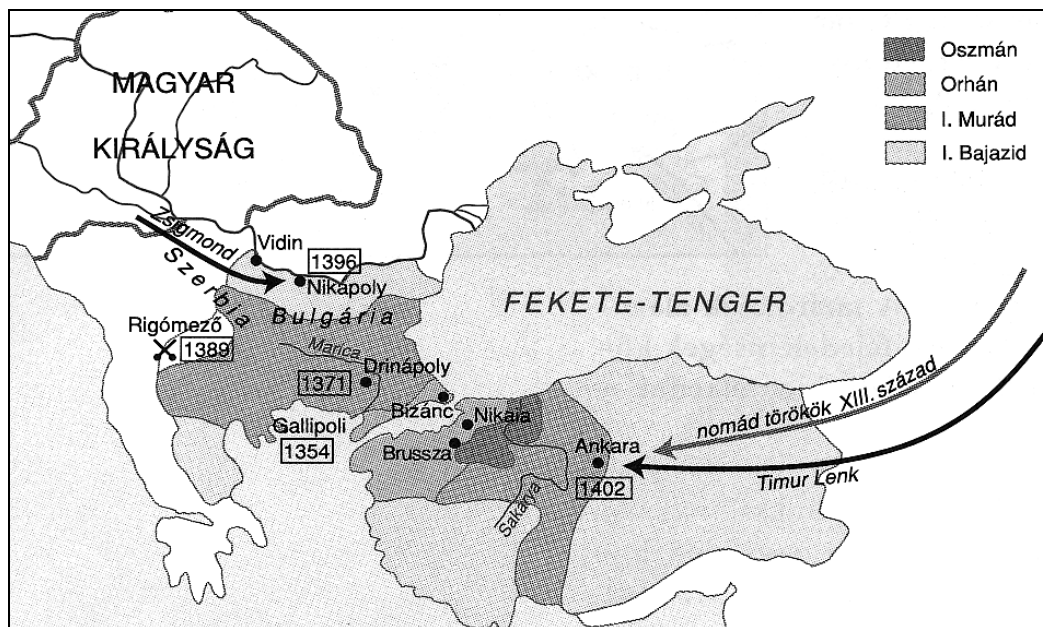 MAGYAR
KIRÁLYSÁG
Oszmán
Orhán
I. Murád
I. Bajazid
Zsigmond
Szerbia
Vidin
1396
Nikápoly
Bulgária
FEKETE-TENGER
Rigómező
1389
Marica
Drinápoly
1371
Bizánc
Gallipoli
1354
Nikaia
Brussza
Ankara
1402
Sakarya
nomád törökök XIII. század
Timur Lenk